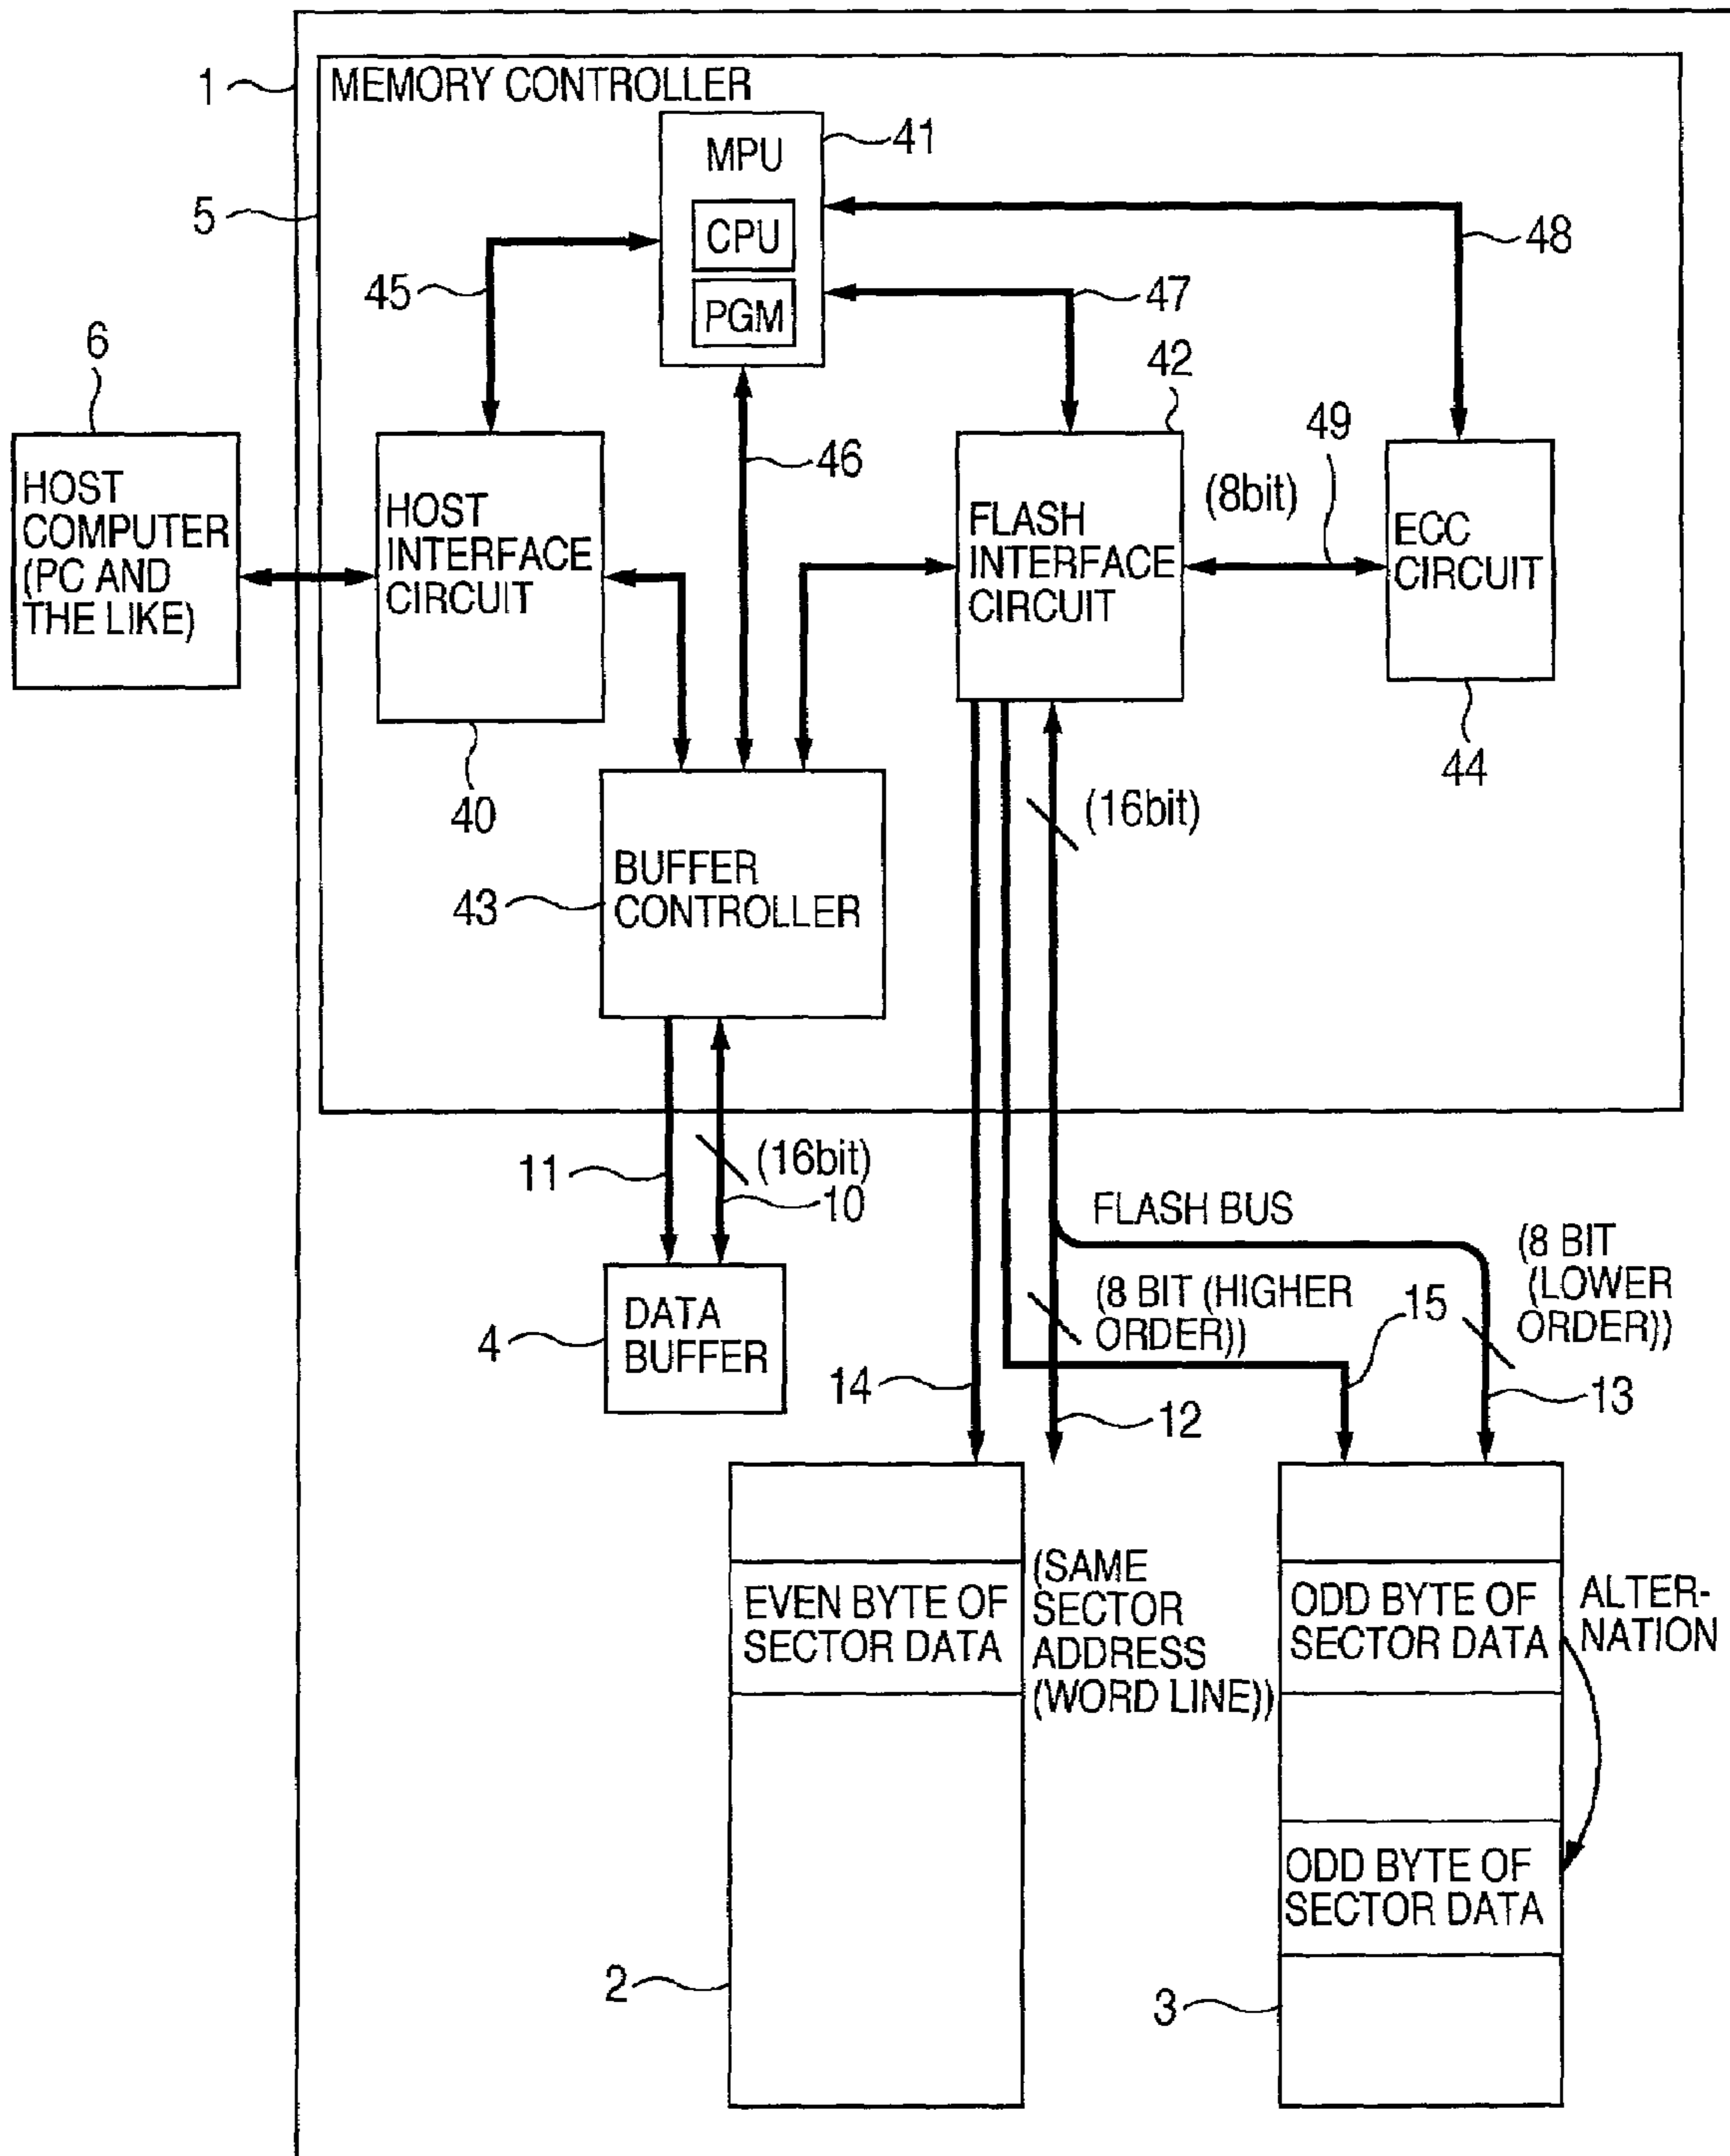 1
MEMORY CONTROLLER
41
MPU
5
CPU
48
45
PGM
47
6
42
49
46
HOST
COMPUTER
(PC AND
THE LIKE)
HOST
INTERFACE
CIRCUIT
FLASH
INTERFACE
CIRCUIT
(8bit)
ECC
CIRCUIT
44
40
(16bit)
BUFFER
CONTROLLER
43
11
(16bit)
10
FLASH BUS
(8 BIT
(LOWER
ORDER))
(8 BIT (HIGHER
ORDER))
15
DATA
BUFFER
4
14
12
13
EVEN BYTE OF
SECTOR DATA
(SAME
SECTOR
ADDRESS
(WORD LINE))
ODD BYTE OF
SECTOR DATA
ALTER-
NATION
ODD BYTE OF
SECTOR DATA
2
3